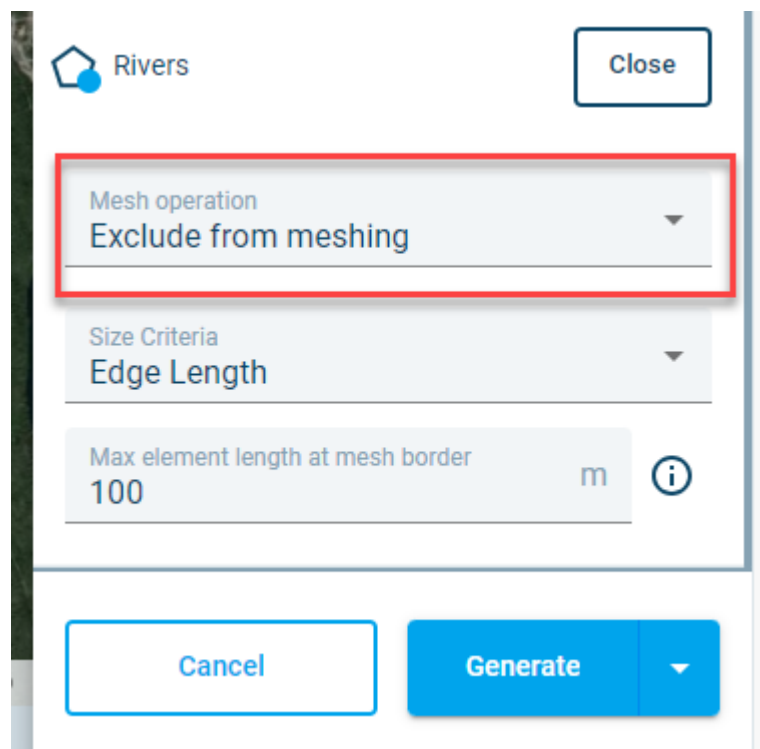 Rivers
Close
Mesh operation
Exclude from meshing
Size Criteria
Edge Length
Max element length at mesh border
100
m
Cancel
Generate